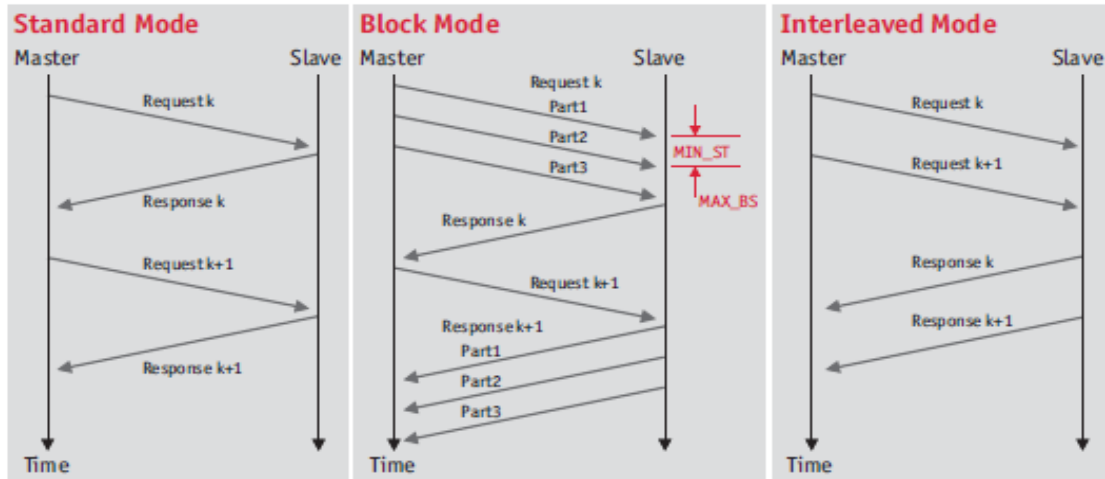 Standard Mode
Master
Slave
Request k
Response k
Request k+1
Response k+1
Time
Block Mode
Master
Slave
Request k
Part1
Part2
Part3
MIN_ST
MAX_BS
Response k
Request k+1
Response k+1
Part1
Part2
Part3
Time
Interleaved Mode
Master
Slave
Request k
Request k+1
Response k
Response k+1
Time